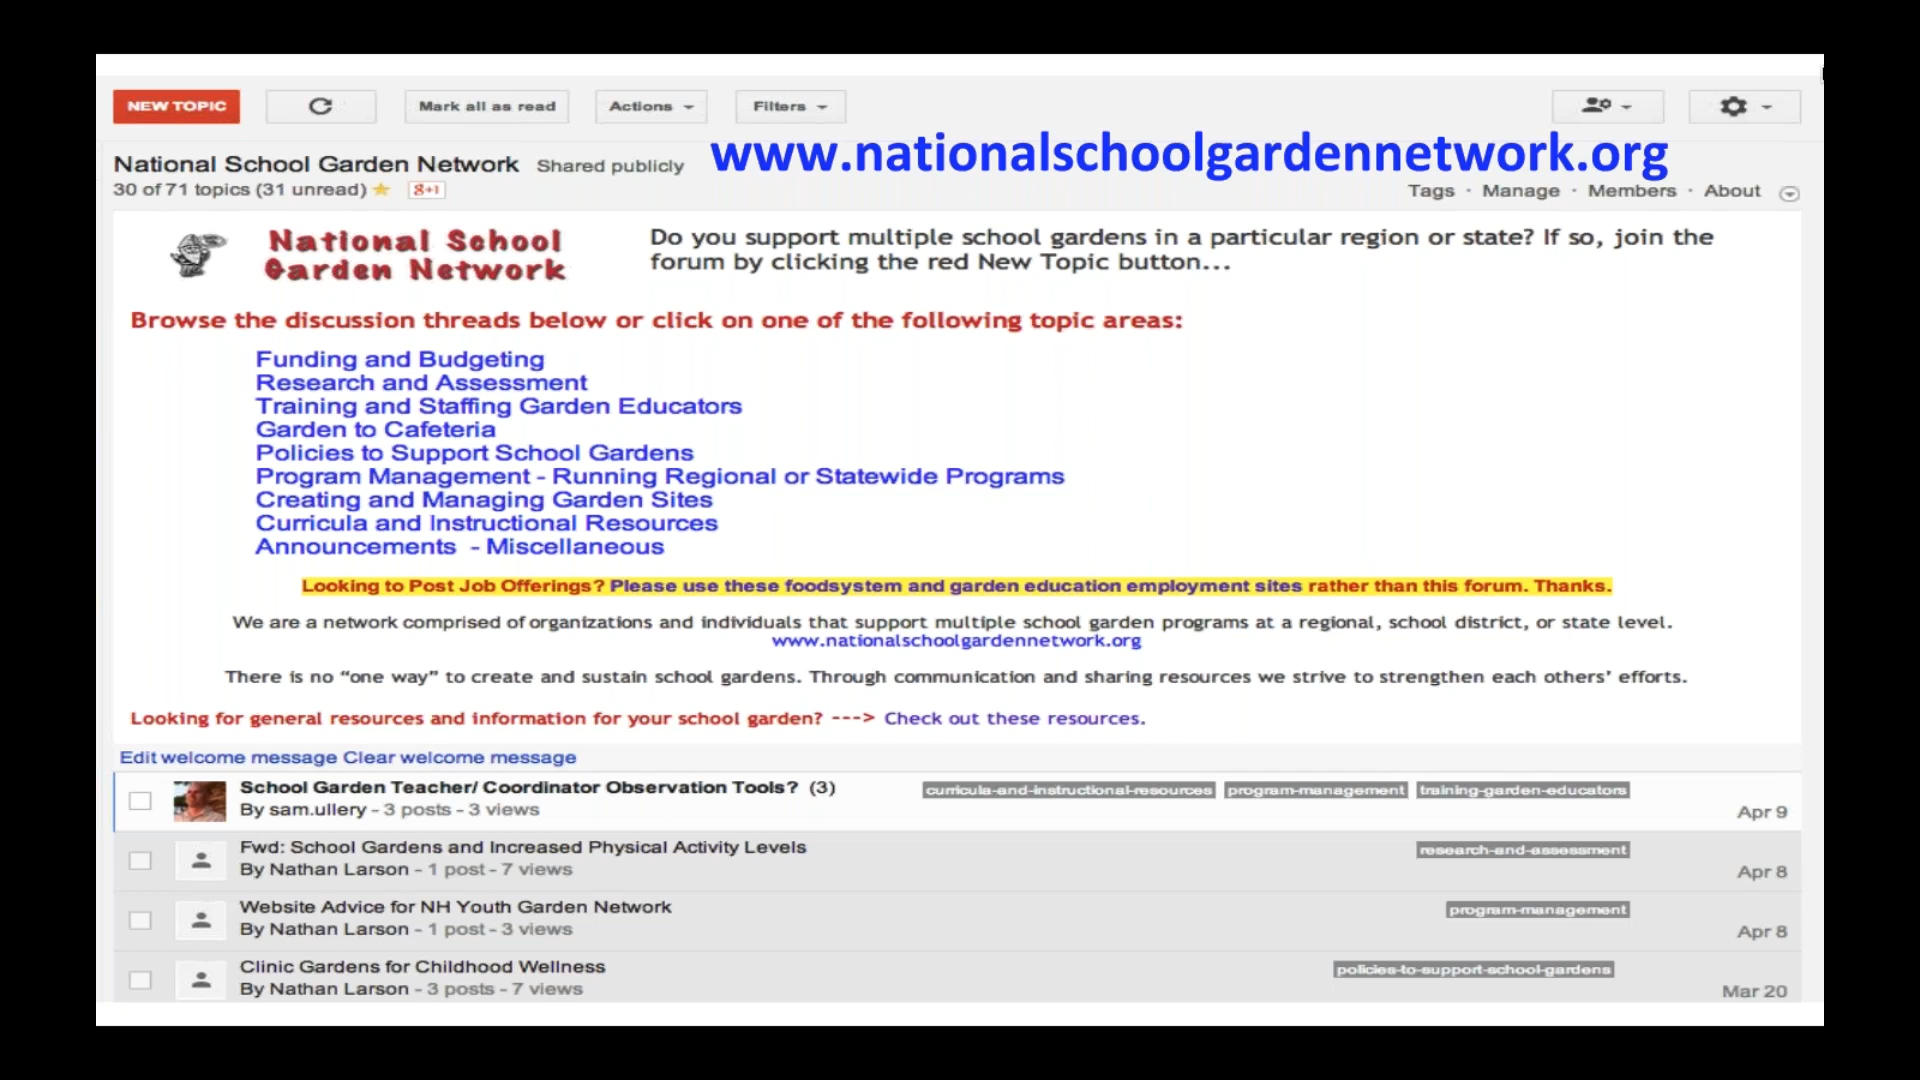 NEW TOPIC
Mark all as read
Actions
Filters
www.nationalschoolgardennetwork.org
National School Garden Network Shared publicly
30 of 71 topics (31 unread)
8+1
Tags · Manage · Members · About
National School
Garden Network
Do you support multiple school gardens in a particular region or state? If so, join the
forum by clicking the red New Topic button...
Browse the discussion threads below or click on one of the following topic areas:
Funding and Budgeting
Research and Assessment
Training and Staffing Garden Educators
Garden to Cafeteria
Policies to Support School Gardens
Program Management - Running Regional or Statewide Programs
Creating and Managing Garden Sites
Curricula and Instructional Resources
Announcements - Miscellaneous
Looking to Post Job Offerings? Please use these foodsystem and garden education employment sites rather than this forum. Thanks.
We are a network comprised of organizations and individuals that support multiple school garden programs at a regional, school district, or state level.
www.nationalschoolgardennetwork.org
There is no “one way” to create and sustain school gardens. Through communication and sharing resources we strive to strengthen each others’ efforts.
Looking for general resources and information for your school garden? ---> Check out these resources.
Edit welcome message Clear welcome message
School Garden Teacher/ Coordinator Observation Tools? (3)
curricula-and-instructional-resources program-management training-garden-educators
By sam.ullery - 3 posts - 3 views
Apr 9
Fwd: School Gardens and Increased Physical Activity Levels
research-and-assessment
By Nathan Larson - 1 post - 7 views
Apr 8
Website Advice for NH Youth Garden Network
program-management
By Nathan Larson - 1 post - 3 views
Apr 8
Clinic Gardens for Childhood Wellness
policies-to-support-school-gardens
By Nathan Larson - 3 posts - 7 views
Mar 20